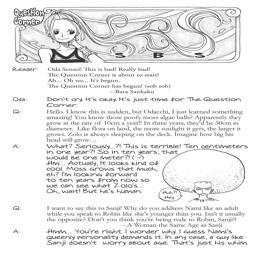 Question
Corner
Reader: Oda Sensei! This is bad! Really bad!
The Question Corner is about to start!
Ah... Oh no... It's begun.
The Question Corner has begun! (sob sob)
--Bara Sankaku
Oda: Don't cry. It's okay. It's just time for The Question
Corner.
Q: Hello. I know this is sudden, but Odacchi, I just learned something
amazing! You know those poofy moss algae balls? Apparently they
grow at the rate of 10cm a year!! In three years, they'd be 30cm in
diameter. Like flora on land, the more sunlight it gets, the larger it
grows. Zolo is always sleeping on the deck. Imagine how big his
head will grow...
A: What? Seriously...?! This is terrible! Ten centimeters
in one year?! So in ten years, that
would be one meter?!
Hm... Actually, it looks kind of
cool. Moss grows that much,
eh? I'm looking forward
to ten years from now so
we can see what Zolo's...
Oh, wait! But he's human.
Q: I want to say this to Sanji! Why do you address Nami like an adult
while you speak to Robin like she's younger than you. Isn't it usually
the opposite? Don't you think you're being rude to Robin, Sanji?!
-A Woman the Same Age as Sanji
A: Hmm... You're right. I wonder why. I guess Nami's
queenly personality demands it. In any case, a guy like
Sanji doesn't worry about age. That's just his whim.